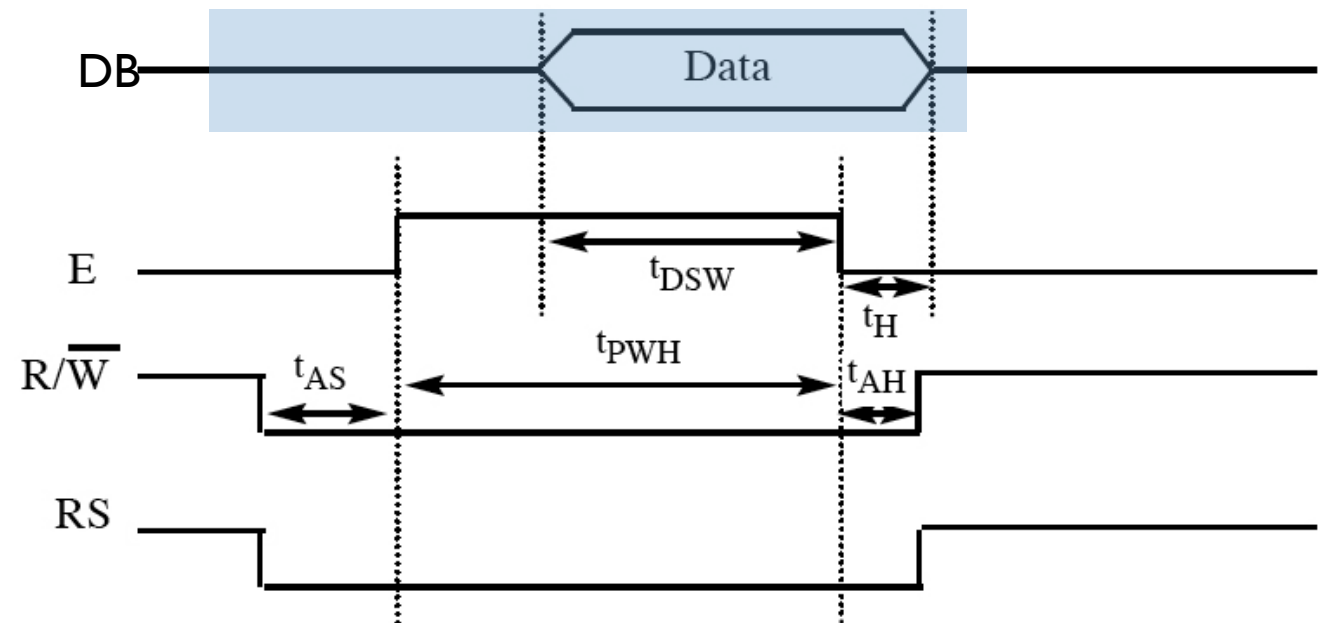 DB Data
E
tDSW
tH
R/W̅ tAS tPWH tAH
RS